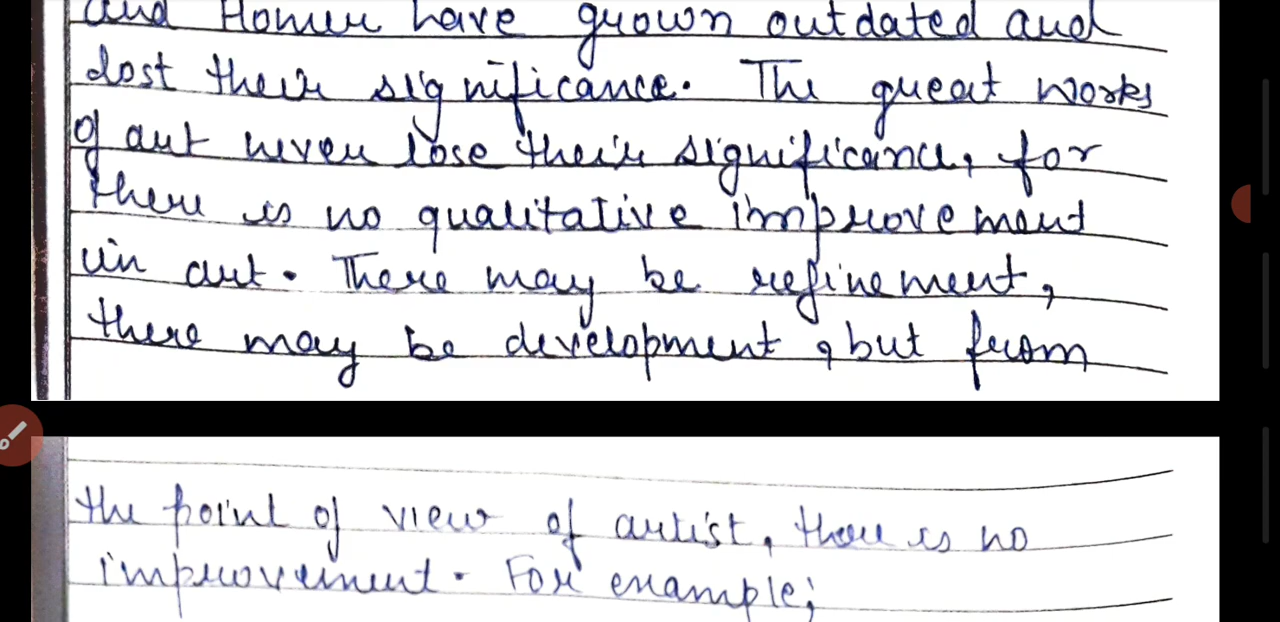 and Homer have grown outdated and
lost their significance. The great works
of art never lose their significance, for
there is no qualitative improvement
in art. There may be refinement,
there may be development, but from
the point of view of artist, there is no
improvement. For example;